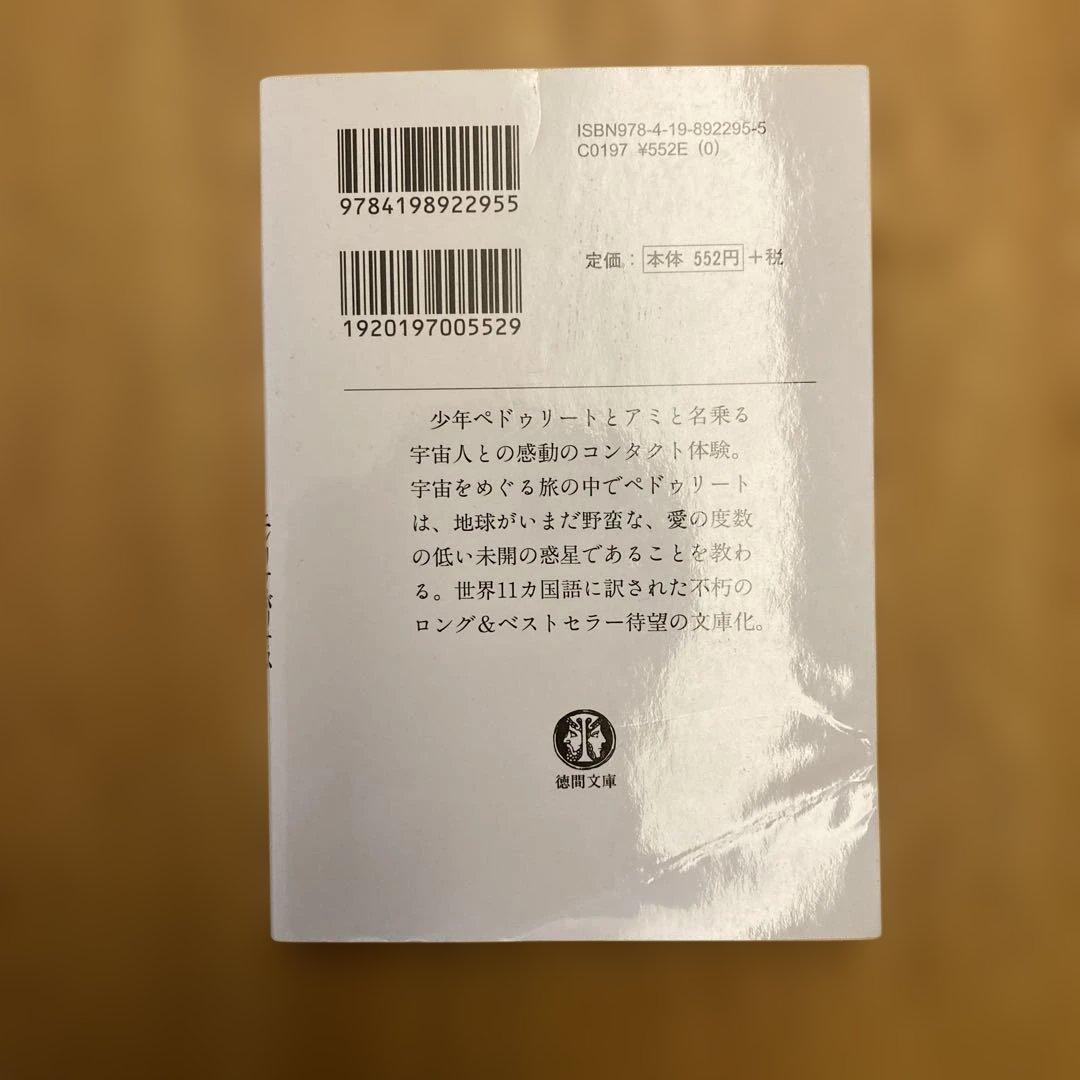 ISBN978-4-19-892295-5
C0197 ¥552E (0)
9784198922955
定価：本体 552円＋税
1920197005529
少年ペドゥリートとアミと名乗る
宇宙人との感動のコンタクト体験。
宇宙をめぐる旅の中でペドゥリート
は、地球がいまだ野蛮な、愛の度数
の低い未開の惑星であることを教わ
る。世界11カ国語に訳された不朽の
ロング＆ベストセラー待望の文庫化。
徳間文庫